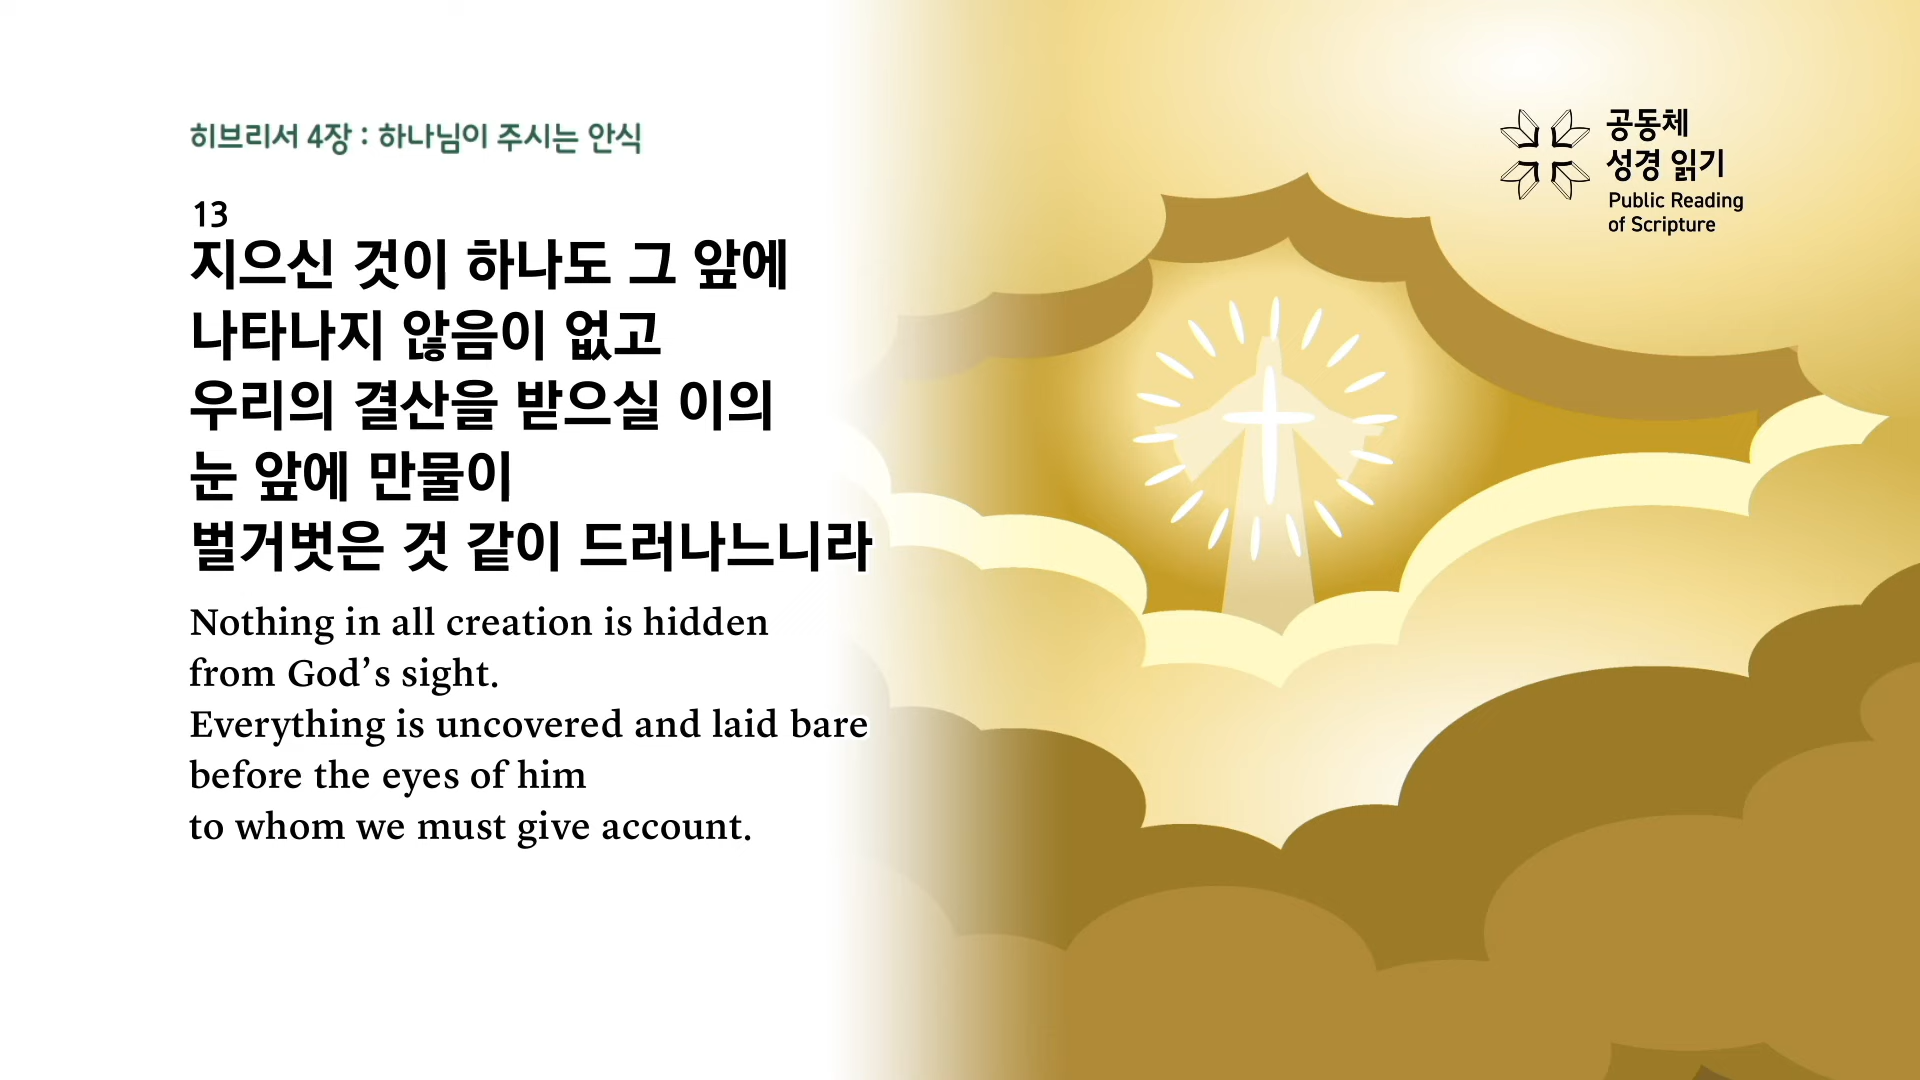 히브리서 4장 : 하나님이 주시는 안식
13
지으신 것이 하나도 그 앞에
나타나지 않음이 없고
우리의 결산을 받으실 이의
눈 앞에 만물이
벌거벗은 것 같이 드러나느니라
Nothing in all creation is hidden
from God’s sight.
Everything is uncovered and laid bare
before the eyes of him
to whom we must give account.
공동체
성경 읽기
Public Reading
of Scripture